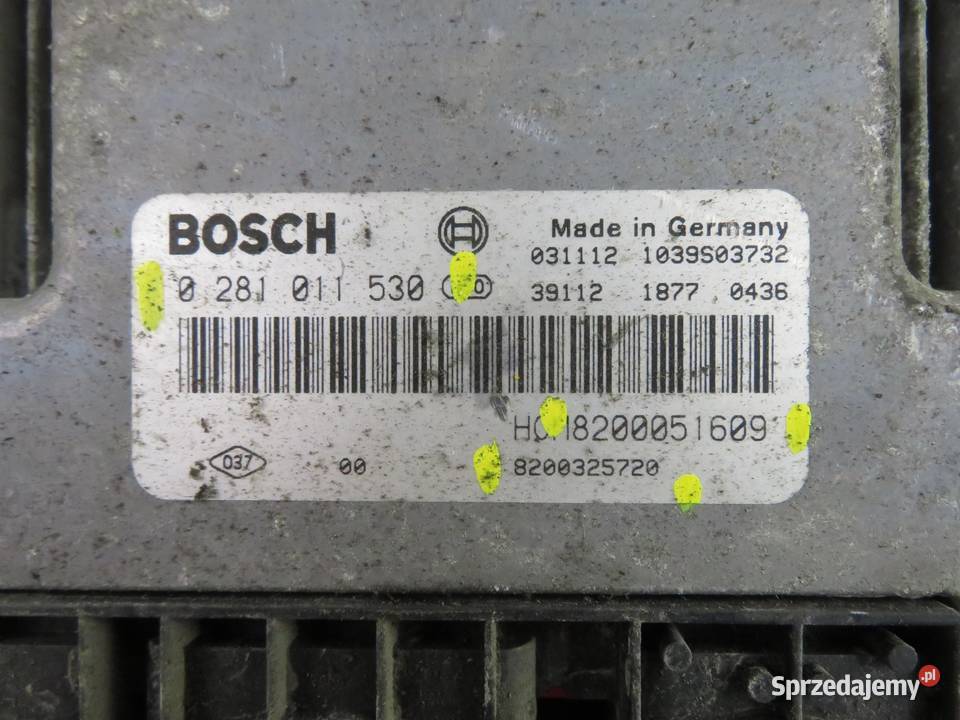 BOSCH
Made in Germany
031112 1039S03732
0 281 011 530
39112 1877 0436
8200051609
037
00
8200325720
Sprzedajemy.pl